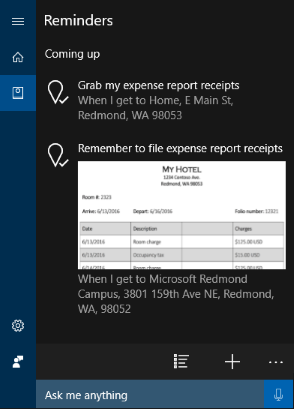 Reminders
Coming up
Grab my expense report receipts
When I get to Home, E Main St,
Redmond, WA 98053
Remember to file expense report receipts
MY HOTEL
1234 Contoso Ave.
Redmond, WA 98053
Room #: 2323
Arrive: 6/13/2016 Depart: 6/16/2016 Folio number: 12021
Date Description Charges
6/13/2016 Room charge $125.00 USD
6/13/2016 Occupancy tax $15.00 USD
6/14/2016 Room charge $125.00 USD
When I get to Microsoft Redmond
Campus, 3801 159th Ave NE, Redmond,
WA, 98052
Ask me anything